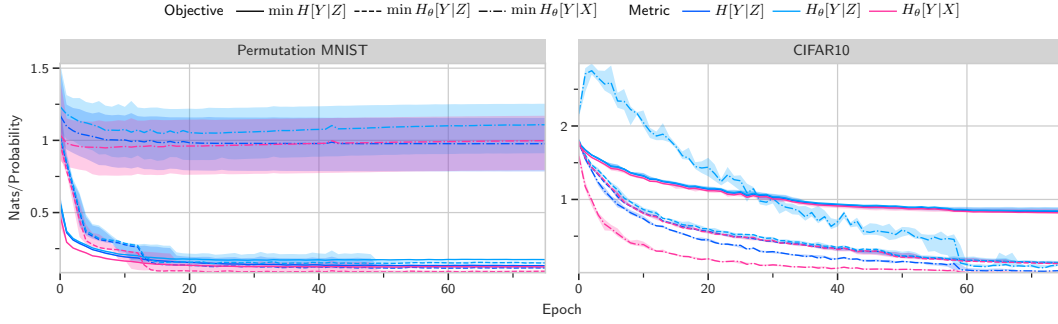 Objective min H[Y|Z] min Hθ[Y|Z] min Hθ[Y|X] Metric H[Y|Z] Hθ[Y|Z] Hθ[Y|X]
Permutation MNIST CIFAR10
Nats/Probability
1.5
1
0.5
0 20 40 60
2
1
0 20 40 60
Epoch